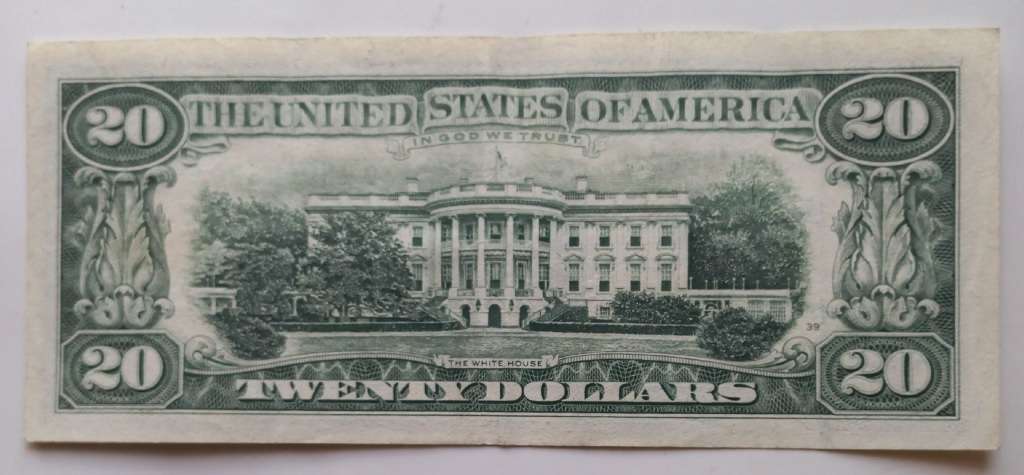 20 THE UNITED STATES OF AMERICA 20
IN GOD WE TRUST
39
THE WHITE HOUSE
20 TWENTY DOLLARS 20